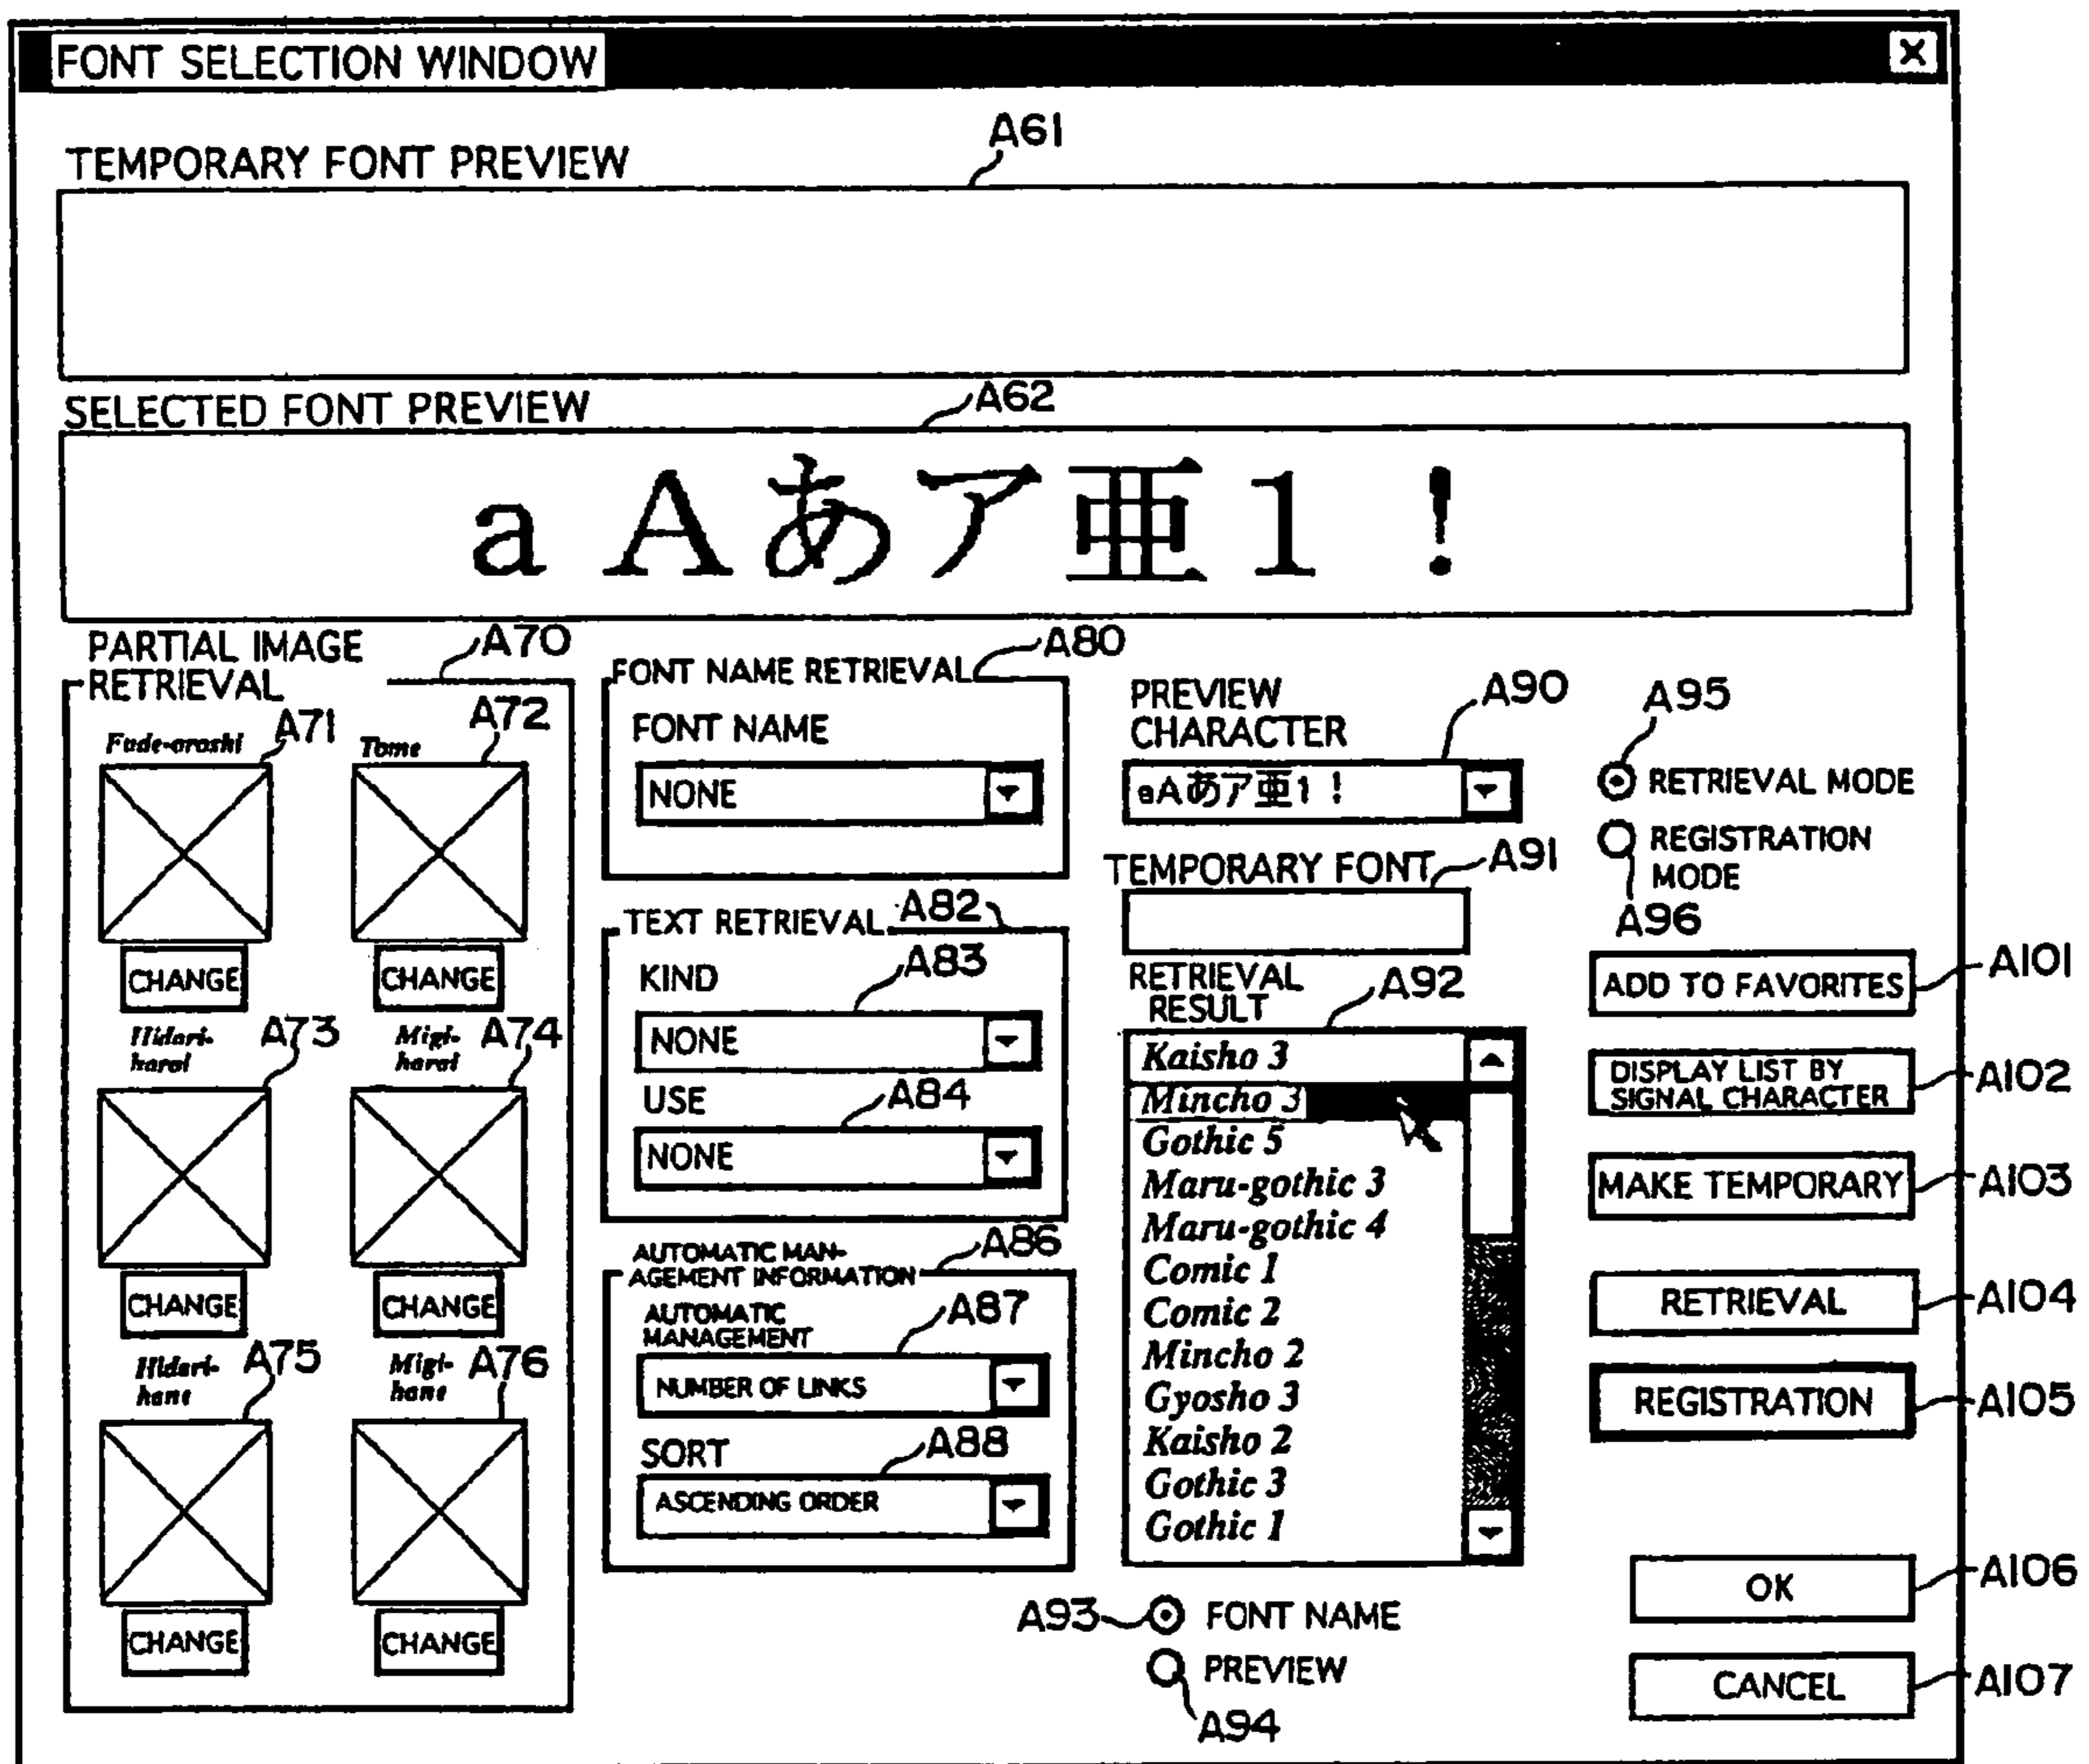 FONT SELECTION WINDOW X
A61
TEMPORARY FONT PREVIEW
SELECTED FONT PREVIEW A62
a A あ ア 亜 1 !
PARTIAL IMAGE
RETRIEVAL A70
Fude-oroshi A71
Tome A72
CHANGE CHANGE
Hidari-
harai A73
Migi-
harai A74
CHANGE CHANGE
Hidari-
hane A75
Migi-
hane A76
CHANGE CHANGE
FONT NAME RETRIEVAL A80
FONT NAME
NONE
TEXT RETRIEVAL A82
KIND A83
NONE
USE A84
NONE
AUTOMATIC MAN-
AGEMENT INFORMATION A86
AUTOMATIC
MANAGEMENT A87
NUMBER OF LINKS
SORT A88
ASCENDING ORDER
PREVIEW
CHARACTER A90
aAあア亜1!
TEMPORARY FONT A91
RETRIEVAL
RESULT A92
Kaisho 3
Mincho 3
Gothic 5
Maru-gothic 3
Maru-gothic 4
Comic 1
Comic 2
Mincho 2
Gyosho 3
Kaisho 2
Gothic 3
Gothic 1
A93 FONT NAME
PREVIEW
A94
A95
RETRIEVAL MODE
REGISTRATION
MODE
A96
ADD TO FAVORITES A101
DISPLAY LIST BY
SIGNAL CHARACTER A102
MAKE TEMPORARY A103
RETRIEVAL A104
REGISTRATION A105
OK A106
CANCEL A107